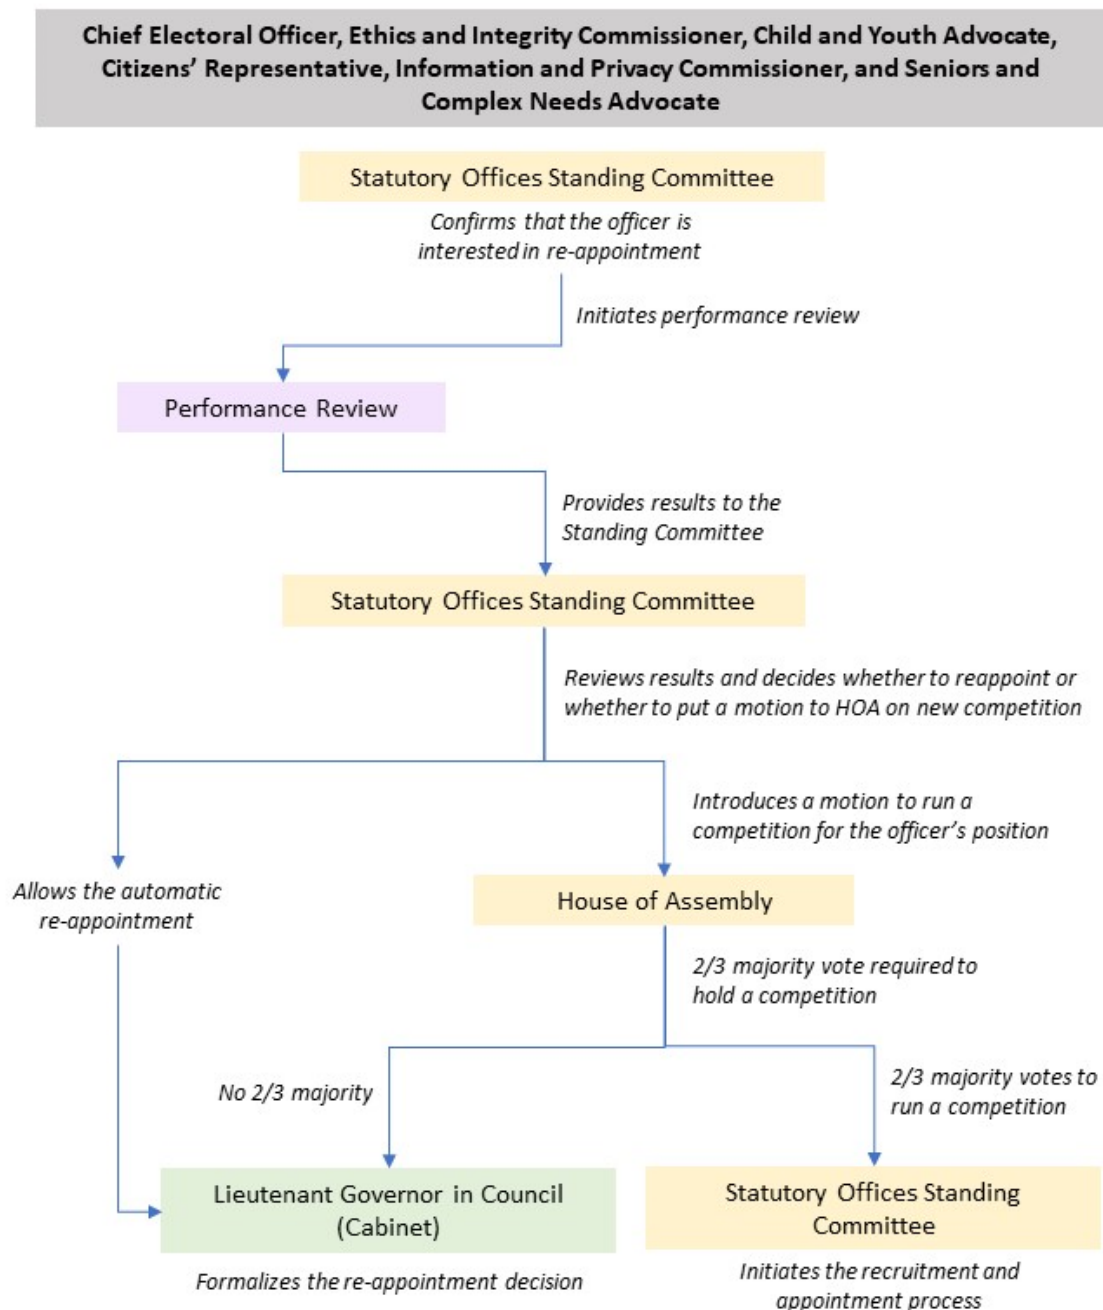 Chief Electoral Officer, Ethics and Integrity Commissioner, Child and Youth Advocate,
Citizens’ Representative, Information and Privacy Commissioner, and Seniors and
Complex Needs Advocate
Statutory Offices Standing Committee
Confirms that the officer is
interested in re-appointment
Initiates performance review
Performance Review
Provides results to the
Standing Committee
Statutory Offices Standing Committee
Reviews results and decides whether to reappoint or
whether to put a motion to HOA on new competition
Introduces a motion to run a
competition for the officer’s position
Allows the automatic
re-appointment
House of Assembly
2/3 majority vote required to
hold a competition
No 2/3 majority
2/3 majority votes to
run a competition
Lieutenant Governor in Council
(Cabinet)
Formalizes the re-appointment decision
Statutory Offices Standing
Committee
Initiates the recruitment and
appointment process